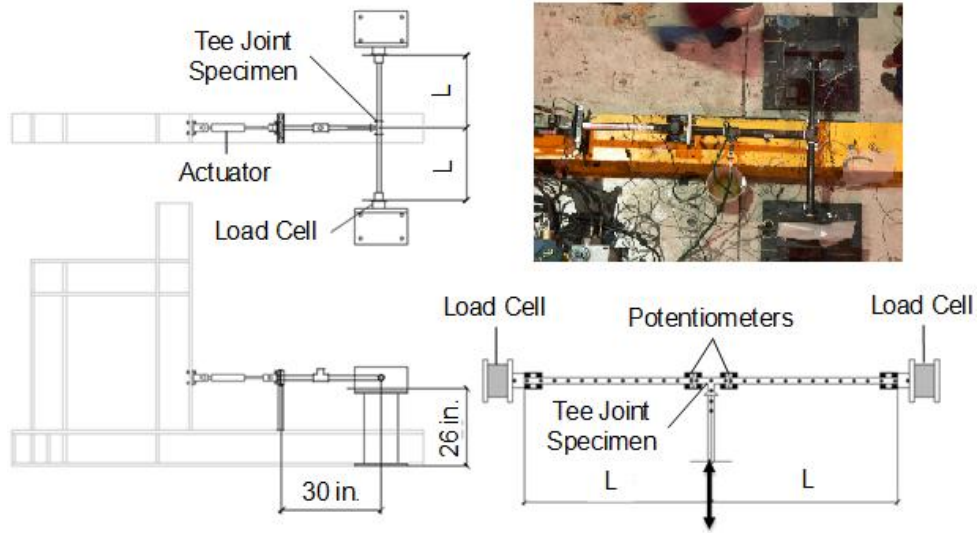 Tee Joint
Specimen
L
L
Actuator
Load Cell
26 in.
30 in.
Load Cell
Potentiometers
Load Cell
Tee Joint
Specimen
L
L